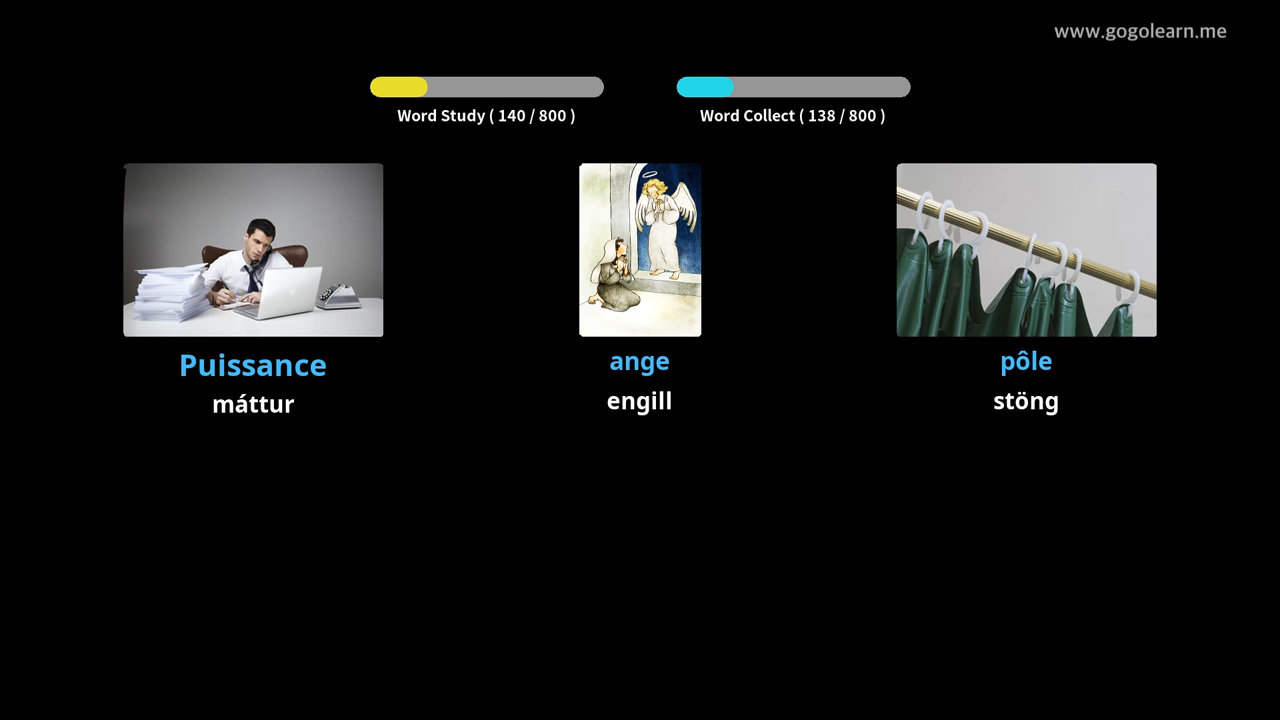 www.gogolearn.me
Word Study ( 140 / 800 )
Word Collect ( 138 / 800 )
Puissance
máttur
ange
engill
pôle
stöng